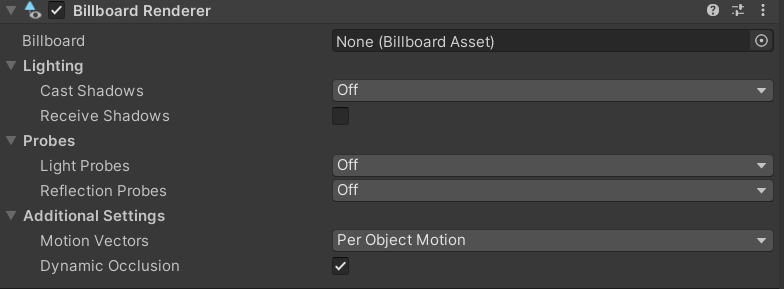 Billboard Renderer
Billboard None (Billboard Asset)
Lighting
Cast Shadows Off
Receive Shadows
Probes
Light Probes Off
Reflection Probes Off
Additional Settings
Motion Vectors Per Object Motion
Dynamic Occlusion